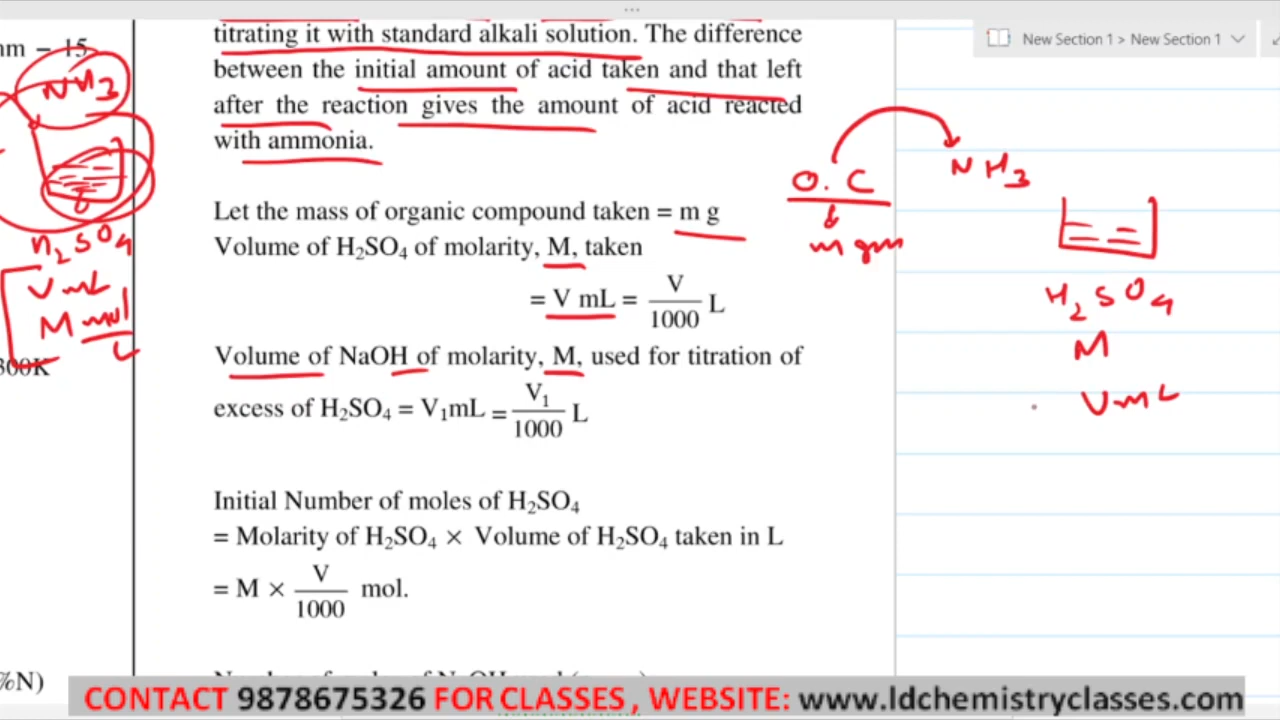 titrating it with standard alkali solution. The difference
between the initial amount of acid taken and that left
after the reaction gives the amount of acid reacted
with ammonia.
Let the mass of organic compound taken = m g
Volume of H₂SO₄ of molarity, M, taken
= V mL = V/1000 L
Volume of NaOH of molarity, M, used for titration of
excess of H₂SO₄ = V₁mL = V₁/1000 L
Initial Number of moles of H₂SO₄
= Molarity of H₂SO₄ × Volume of H₂SO₄ taken in L
= M × V/1000 mol.
– 15
NH3
H2SO4
V mL
M mol
L
300K
%N)
New Section 1 > New Section 1
O.C
NH3
m gm
H2SO4
M
V mL
CONTACT 9878675326 FOR CLASSES , WEBSITE: www.ldchemistryclasses.com